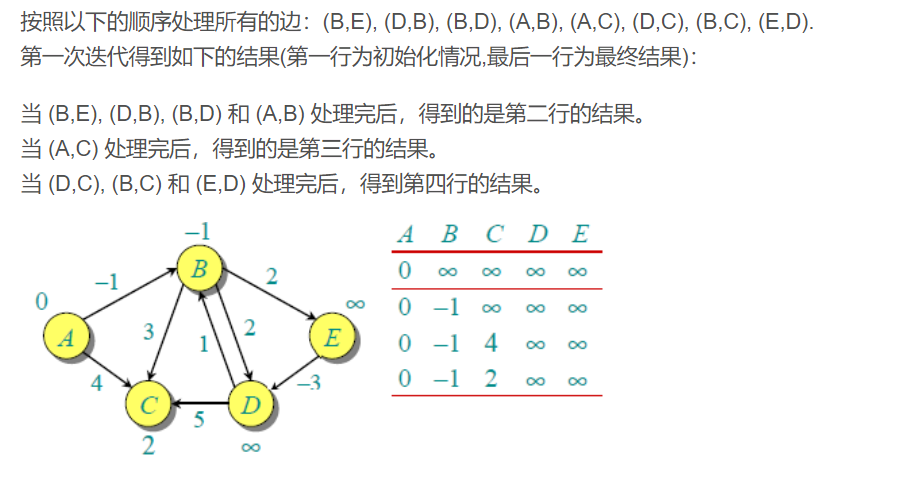 按照以下的顺序处理所有的边：(B,E), (D,B), (B,D), (A,B), (A,C), (D,C), (B,C), (E,D).
第一次迭代得到如下的结果(第一行为初始化情况,最后一行为最终结果)：
当 (B,E), (D,B), (B,D) 和 (A,B) 处理完后，得到的是第二行的结果。
当 (A,C) 处理完后，得到的是第三行的结果。
当 (D,C), (B,C) 和 (E,D) 处理完后，得到第四行的结果。
–1
B
–1
2
0
∞
A
3
1
2
E
4
–3
C
5
D
2
∞
A B C D E
0 ∞ ∞ ∞ ∞
0 –1 ∞ ∞ ∞
0 –1 4 ∞ ∞
0 –1 2 ∞ ∞